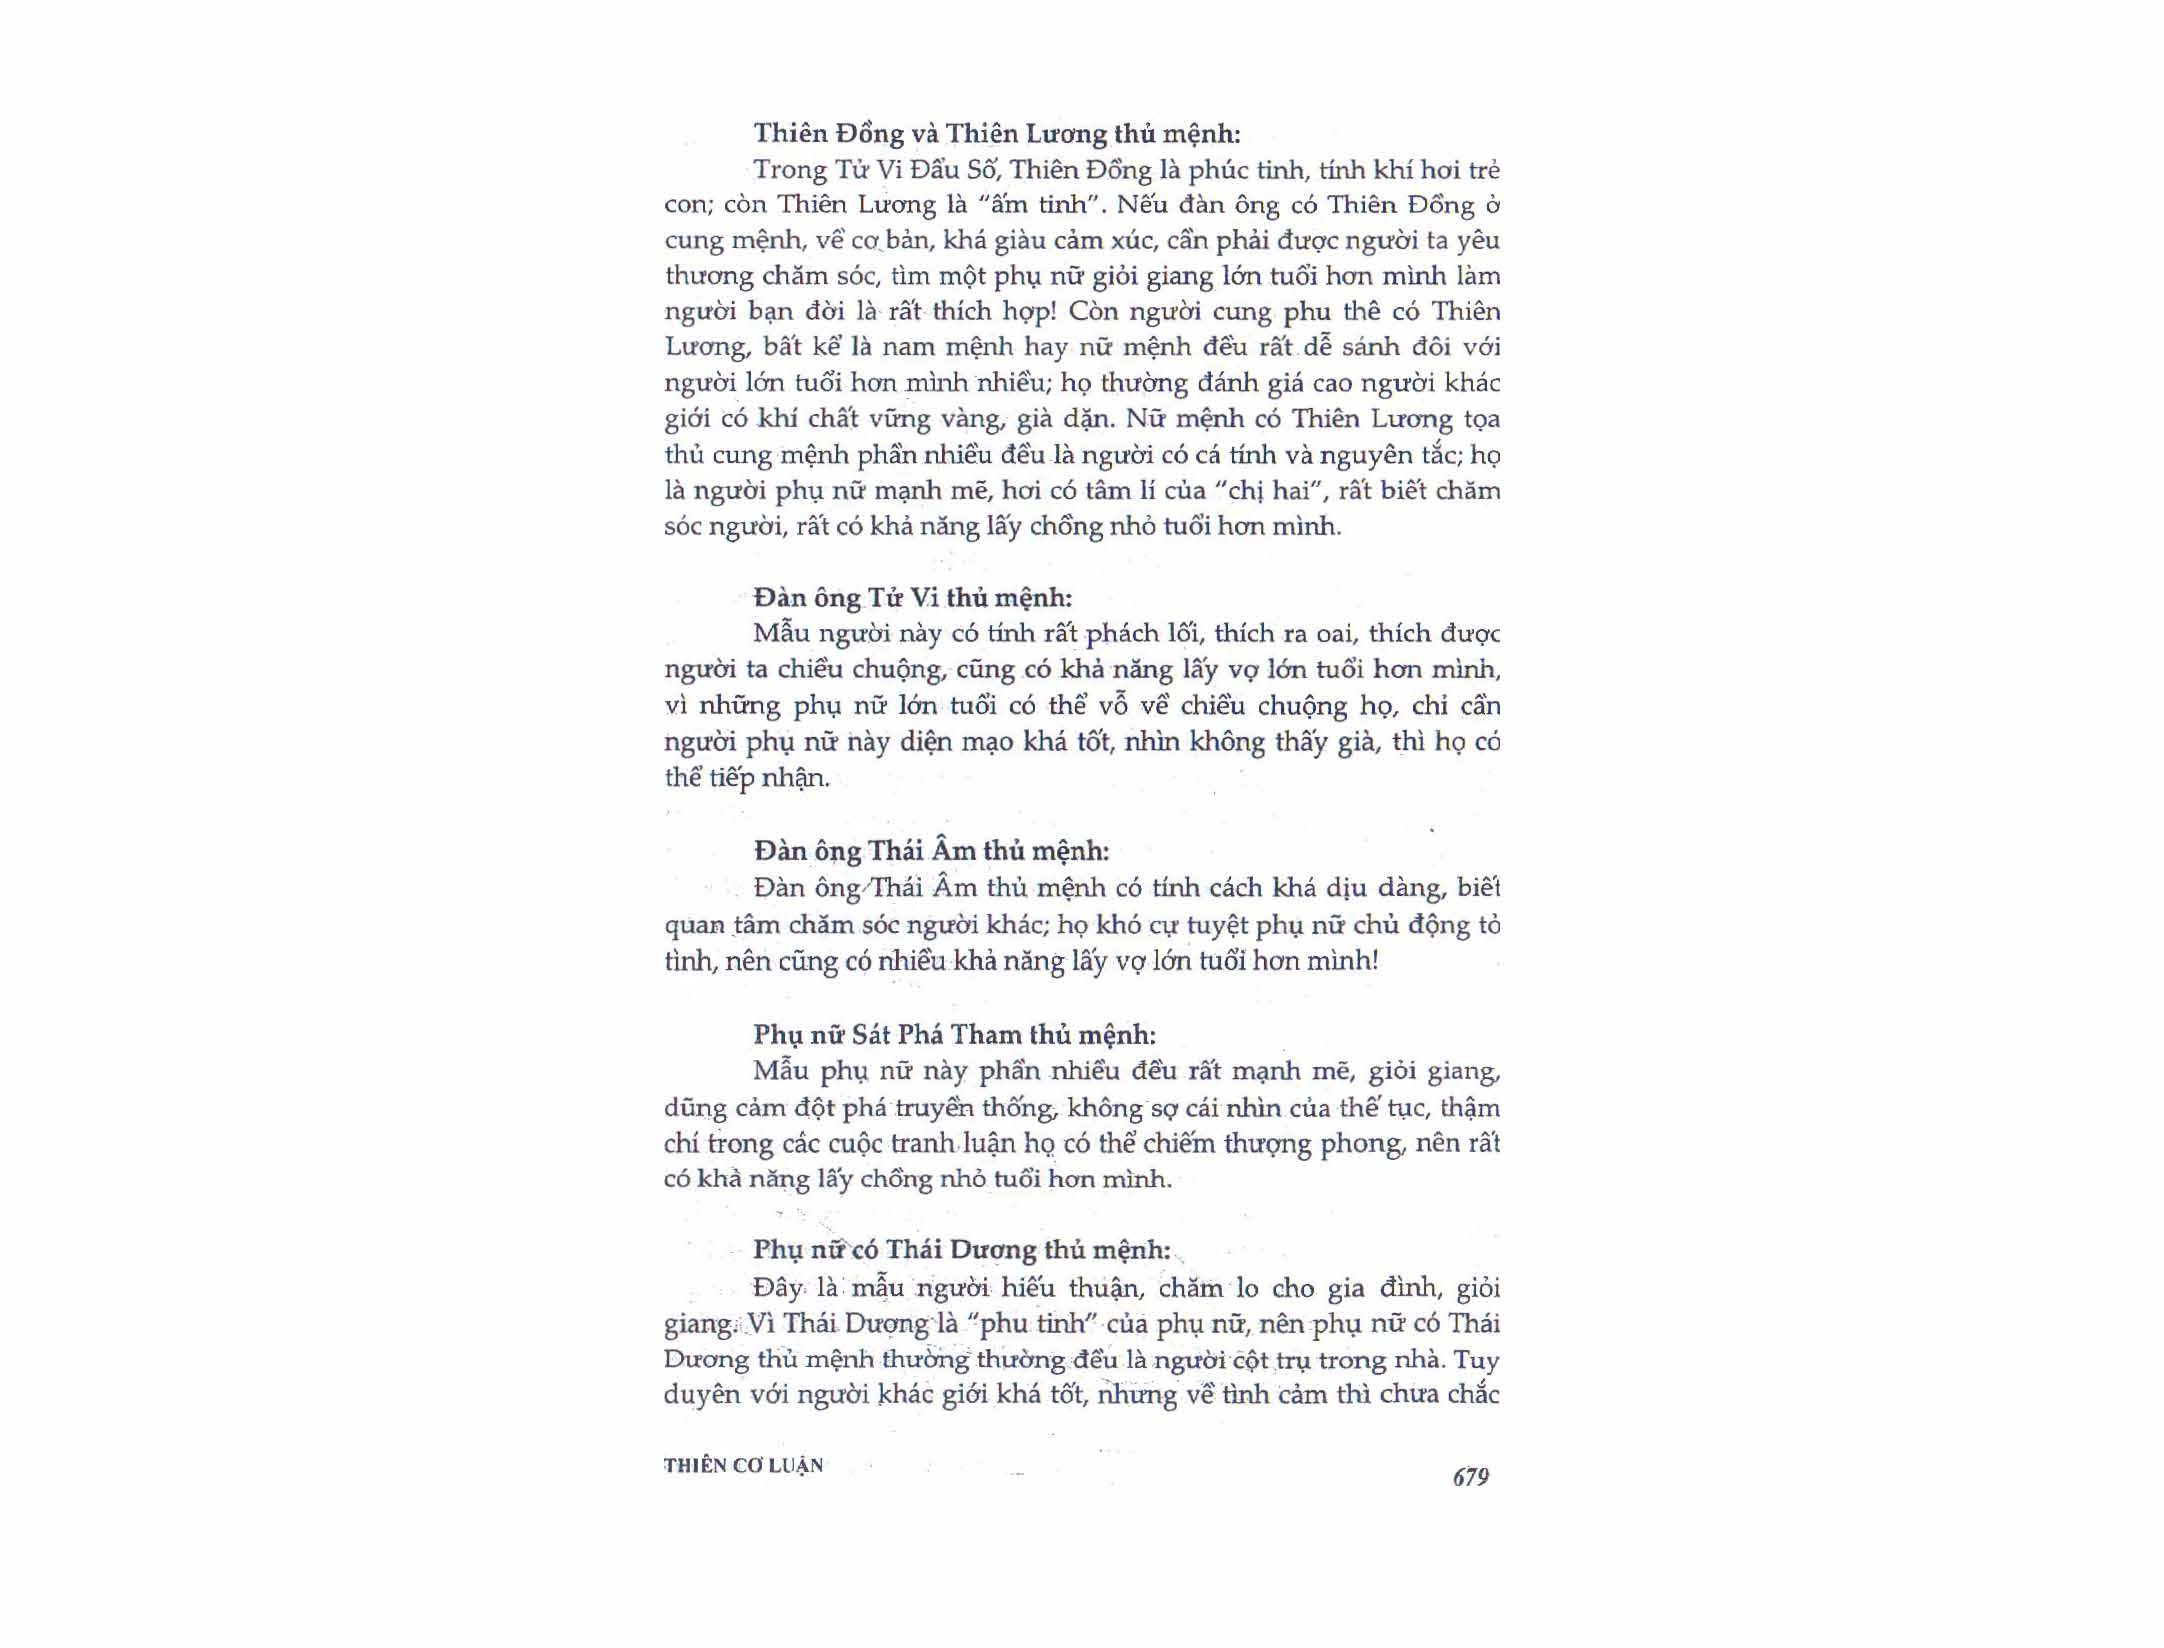 Thiên Đồng và Thiên Lương thủ mệnh:
Trong Tử Vi Đẩu Số, Thiên Đồng là phúc tinh, tính khí hơi trẻ
con; còn Thiên Lương là "ấm tinh". Nếu đàn ông có Thiên Đồng ở
cung mệnh, về cơ bản, khá giàu cảm xúc, cần phải được người ta yêu
thương chăm sóc, tìm một phụ nữ giỏi giang lớn tuổi hơn mình làm
người bạn đời là rất thích hợp! Còn người cung phu thê có Thiên
Lương, bất kể là nam mệnh hay nữ mệnh đều rất dễ sánh đôi với
người lớn tuổi hơn mình nhiều; họ thường đánh giá cao người khác
giới có khí chất vững vàng, già dặn. Nữ mệnh có Thiên Lương tọa
thủ cung mệnh phần nhiều đều là người có cá tính và nguyên tắc; họ
là người phụ nữ mạnh mẽ, hơi có tâm lí của "chị hai", rất biết chăm
sóc người, rất có khả năng lấy chồng nhỏ tuổi hơn mình.
Đàn ông Tử Vi thủ mệnh:
Mẫu người này có tính rất phách lối, thích ra oai, thích được
người ta chiều chuộng, cũng có khả năng lấy vợ lớn tuổi hơn mình,
vì những phụ nữ lớn tuổi có thể vỗ về chiều chuộng họ, chỉ cần
người phụ nữ này diện mạo khá tốt, nhìn không thấy già, thì họ có
thể tiếp nhận.
Đàn ông Thái Âm thủ mệnh:
Đàn ông Thái Âm thủ mệnh có tính cách khá dịu dàng, biết
quan tâm chăm sóc người khác; họ khó cự tuyệt phụ nữ chủ động tỏ
tình, nên cũng có nhiều khả năng lấy vợ lớn tuổi hơn mình!
Phụ nữ Sát Phá Tham thủ mệnh:
Mẫu phụ nữ này phần nhiều đều rất mạnh mẽ, giỏi giang,
dũng cảm đột phá truyền thống, không sợ cái nhìn của thế tục, thậm
chí trong các cuộc tranh luận họ có thể chiếm thượng phong, nên rất
có khả năng lấy chồng nhỏ tuổi hơn mình.
Phụ nữ có Thái Dương thủ mệnh:
Đây là mẫu người hiếu thuận, chăm lo cho gia đình, giỏi
giang. Vì Thái Dương là "phu tinh" của phụ nữ, nên phụ nữ có Thái
Dương thủ mệnh thường thường đều là người cột trụ trong nhà. Tuy
duyên với người khác giới khá tốt, nhưng về tình cảm thì chưa chắc
THIÊN CƠ LUẬN
679